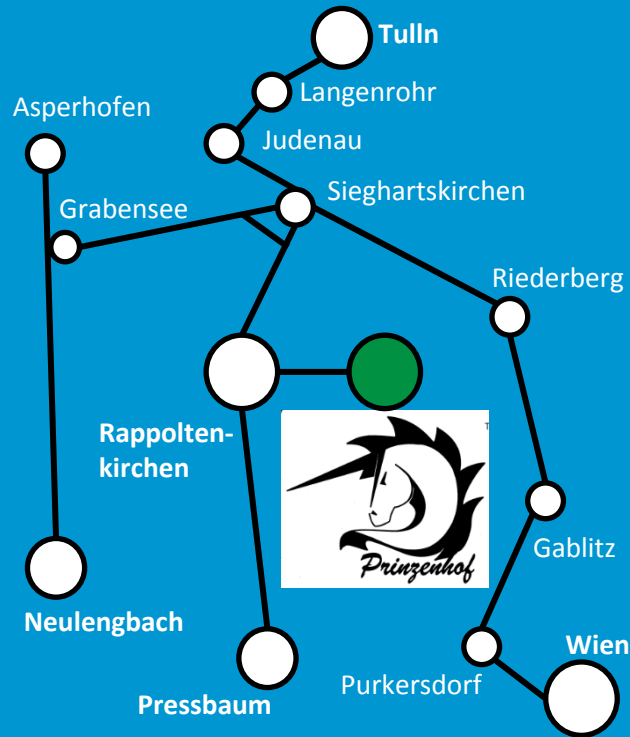 Tulln
Langenrohr
Asperhofen
Judenau
Sieghartskirchen
Grabensee
Riederberg
Rappolten-
kirchen
T
Prinzenhof
Gablitz
Neulengbach
Wien
Purkersdorf
Pressbaum